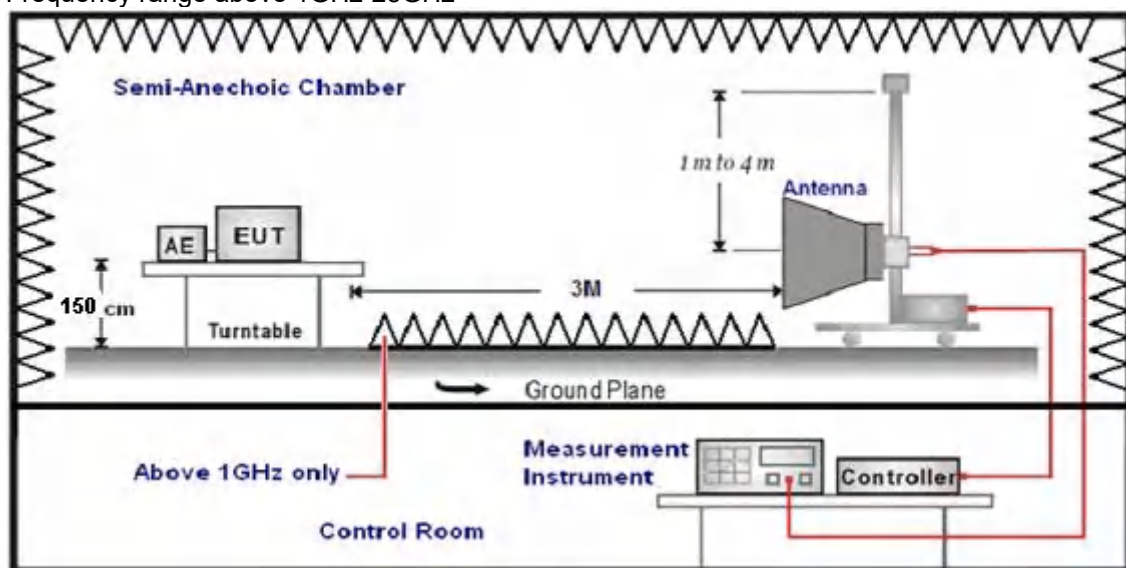 Frequency range above 1GHz-25GHz
Semi-Anechoic Chamber
1 m to 4 m
Antenna
AE
EUT
150 cm
3M
Turntable
Ground Plane
Above 1GHz only
Measurement
Instrument
Controller
Control Room